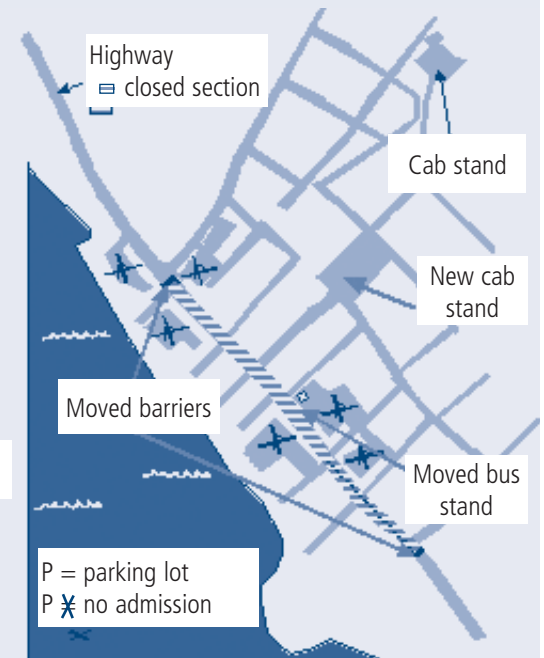 Highway
closed section
Cab stand
New cab
stand
Moved barriers
Moved bus
stand
P = parking lot
P = no admission